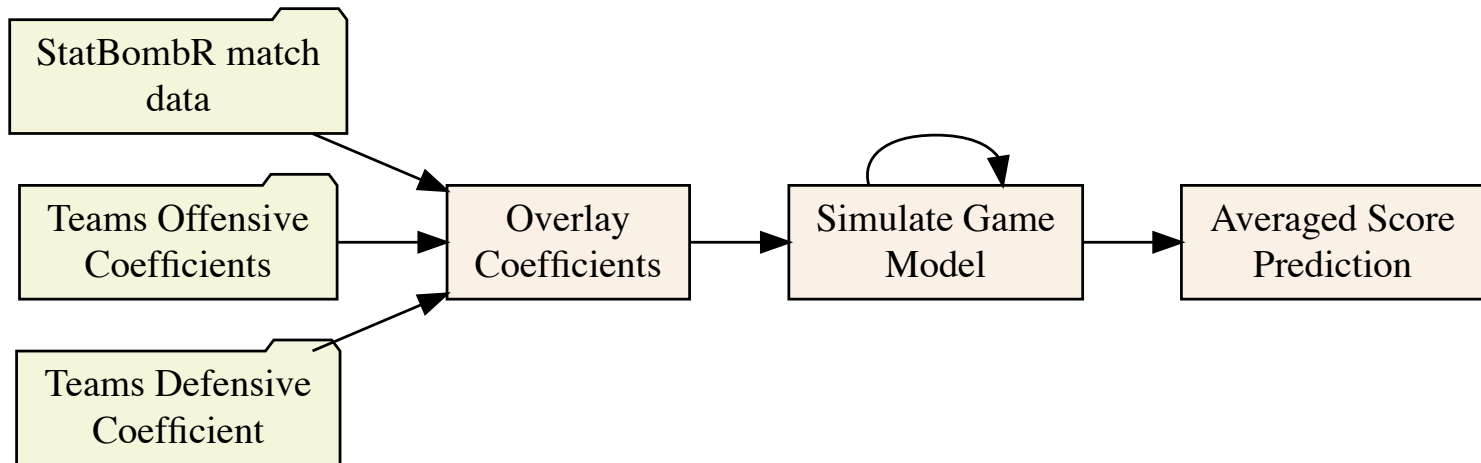 StatBombR match
data
Teams Offensive
Coefficients
Teams Defensive
Coefficient
Overlay
Coefficients
Simulate Game
Model
Averaged Score
Prediction